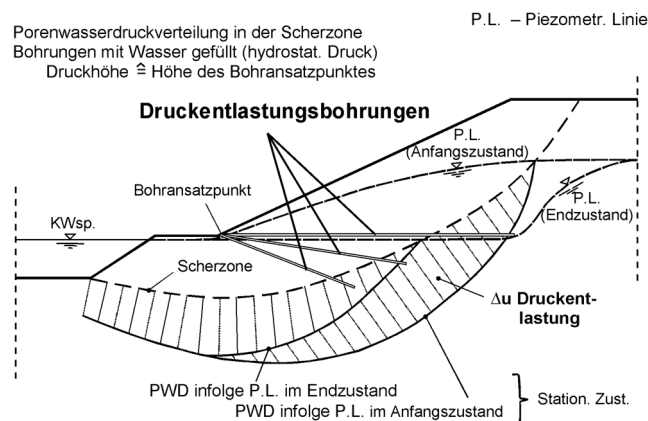 P.L. – Piezometr. Linie
Porenwasserdruckverteilung in der Scherzone
Bohrungen mit Wasser gefüllt (hydrostat. Druck)
Druckhöhe ≙ Höhe des Bohransatzpunktes
Druckentlastungsbohrungen
P.L.
(Anfangszustand)
Bohransatzpunkt
P.L.
(Endzustand)
KWsp.
Scherzone
Δu Druckent-
lastung
PWD infolge P.L. im Endzustand
PWD infolge P.L. im Anfangszustand
Station. Zust.